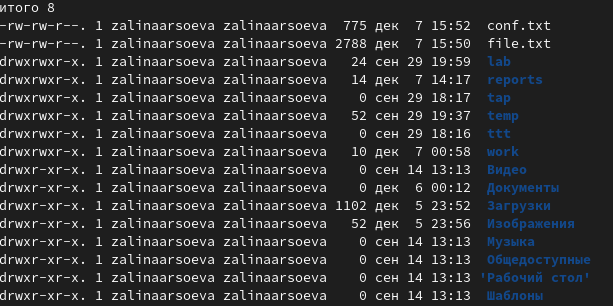 итого 8
-rw-rw-r--. 1 zalinaarsoeva zalinaarsoeva  775 дек  7 15:52  conf.txt
-rw-rw-r--. 1 zalinaarsoeva zalinaarsoeva 2788 дек  7 15:50  file.txt
drwxrwxr-x. 1 zalinaarsoeva zalinaarsoeva   24 сен 29 19:59  lab
drwxrwxr-x. 1 zalinaarsoeva zalinaarsoeva   14 дек  7 14:17  reports
drwxrwxr-x. 1 zalinaarsoeva zalinaarsoeva    0 сен 29 18:17  tap
drwxrwxr-x. 1 zalinaarsoeva zalinaarsoeva   52 сен 29 19:37  temp
drwxrwxr-x. 1 zalinaarsoeva zalinaarsoeva    0 сен 29 18:16  ttt
drwxrwxr-x. 1 zalinaarsoeva zalinaarsoeva   10 дек  7 00:58  work
drwxr-xr-x. 1 zalinaarsoeva zalinaarsoeva    0 сен 14 13:13  Видео
drwxr-xr-x. 1 zalinaarsoeva zalinaarsoeva    0 дек  6 00:12  Документы
drwxr-xr-x. 1 zalinaarsoeva zalinaarsoeva 1102 дек  5 23:52  Загрузки
drwxr-xr-x. 1 zalinaarsoeva zalinaarsoeva   52 дек  5 23:56  Изображения
drwxr-xr-x. 1 zalinaarsoeva zalinaarsoeva    0 сен 14 13:13  Музыка
drwxr-xr-x. 1 zalinaarsoeva zalinaarsoeva    0 сен 14 13:13  Общедоступные
drwxr-xr-x. 1 zalinaarsoeva zalinaarsoeva    0 сен 14 13:13 'Рабочий стол'
drwxr-xr-x. 1 zalinaarsoeva zalinaarsoeva    0 сен 14 13:13  Шаблоны